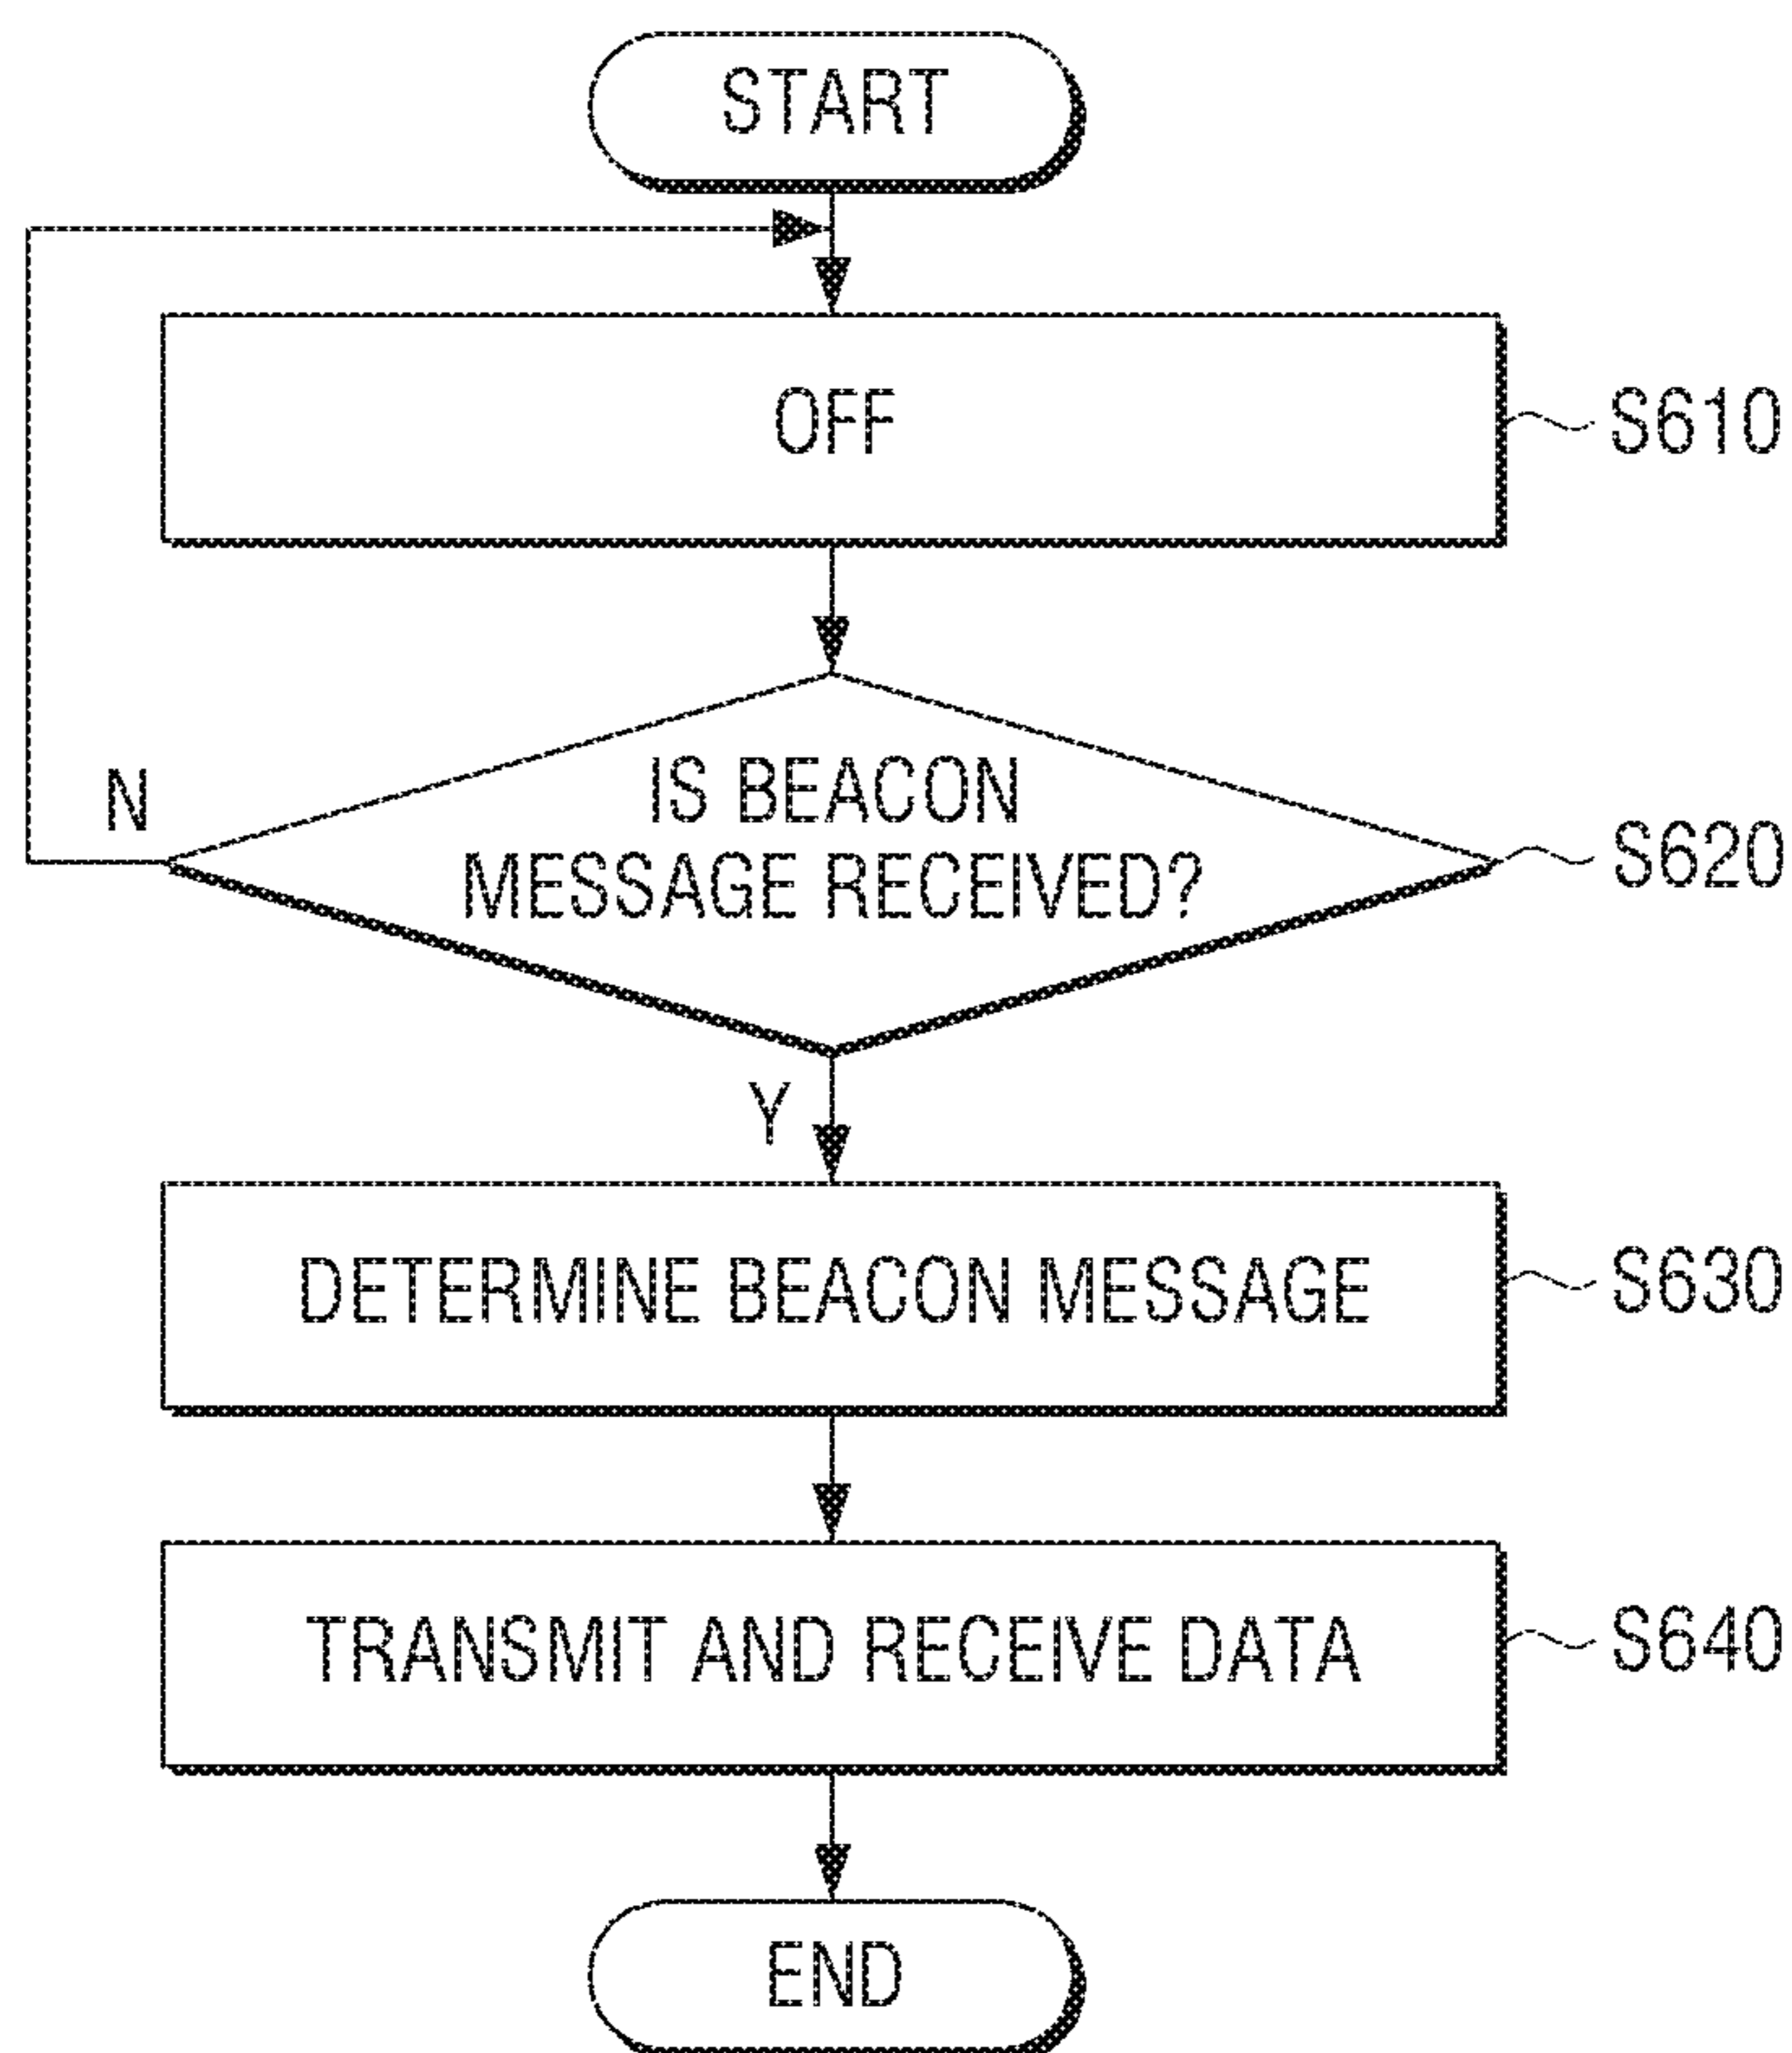 START
OFF
S610
IS BEACON
MESSAGE RECEIVED?
S620
N
Y
DETERMINE BEACON MESSAGE
S630
TRANSMIT AND RECEIVE DATA
S640
END